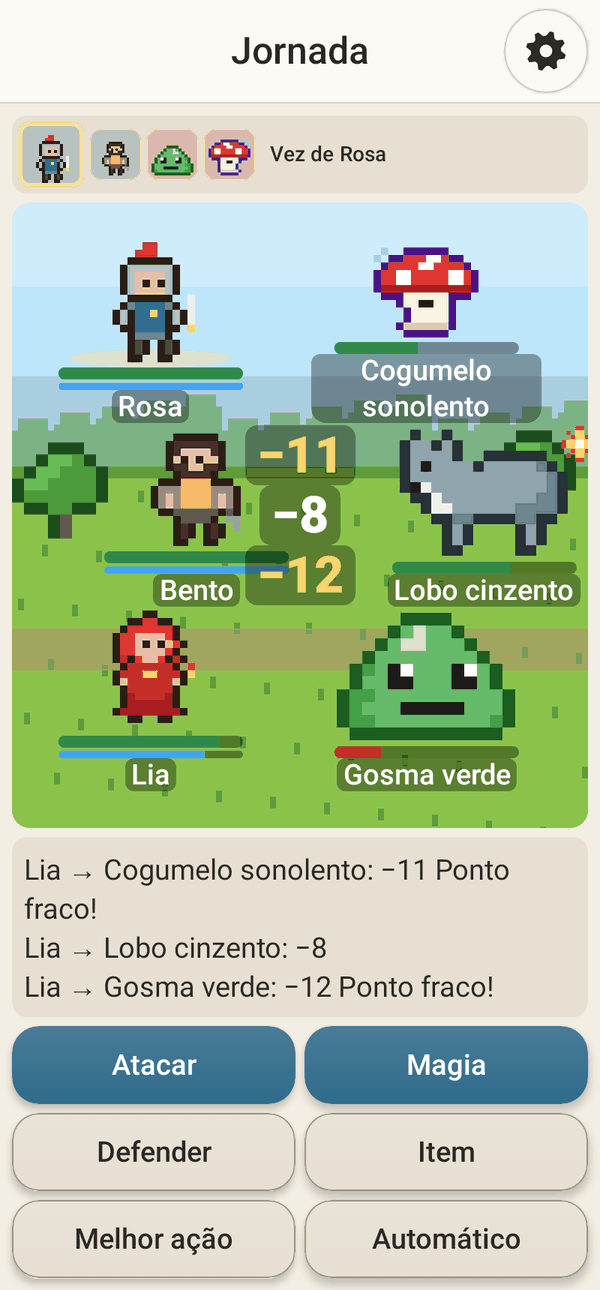 Jornada
Vez de Rosa
Rosa
Cogumelo
sonolento
−11
−8
−12
Bento
Lobo cinzento
Lia
Gosma verde
Lia → Cogumelo sonolento: −11 Ponto
fraco!
Lia → Lobo cinzento: −8
Lia → Gosma verde: −12 Ponto fraco!
Atacar
Magia
Defender
Item
Melhor ação
Automático